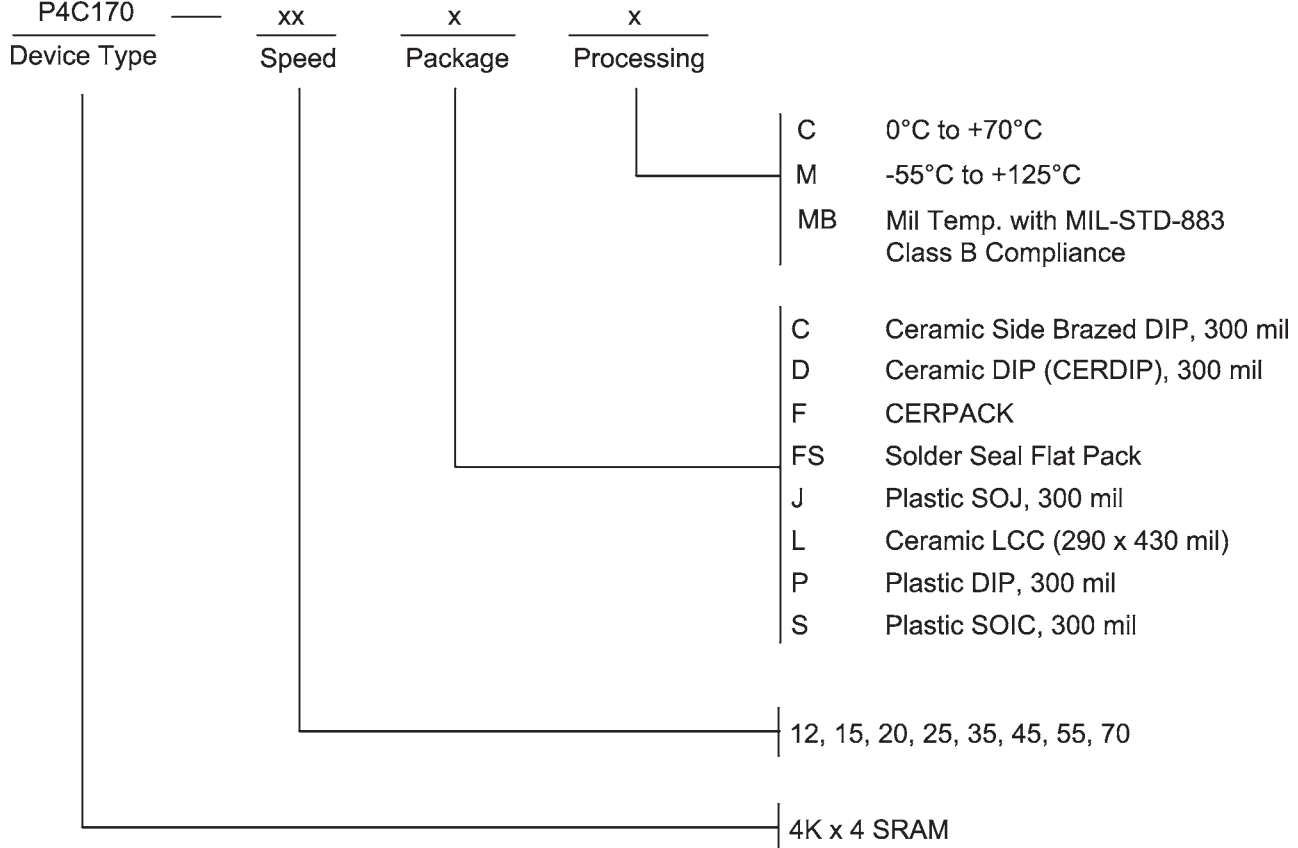 P4C170 — xx x x
Device Type Speed Package Processing
C 0°C to +70°C
M -55°C to +125°C
MB Mil Temp. with MIL-STD-883
Class B Compliance
C Ceramic Side Brazed DIP, 300 mil
D Ceramic DIP (CERDIP), 300 mil
F CERPACK
FS Solder Seal Flat Pack
J Plastic SOJ, 300 mil
L Ceramic LCC (290 x 430 mil)
P Plastic DIP, 300 mil
S Plastic SOIC, 300 mil
12, 15, 20, 25, 35, 45, 55, 70
4K x 4 SRAM